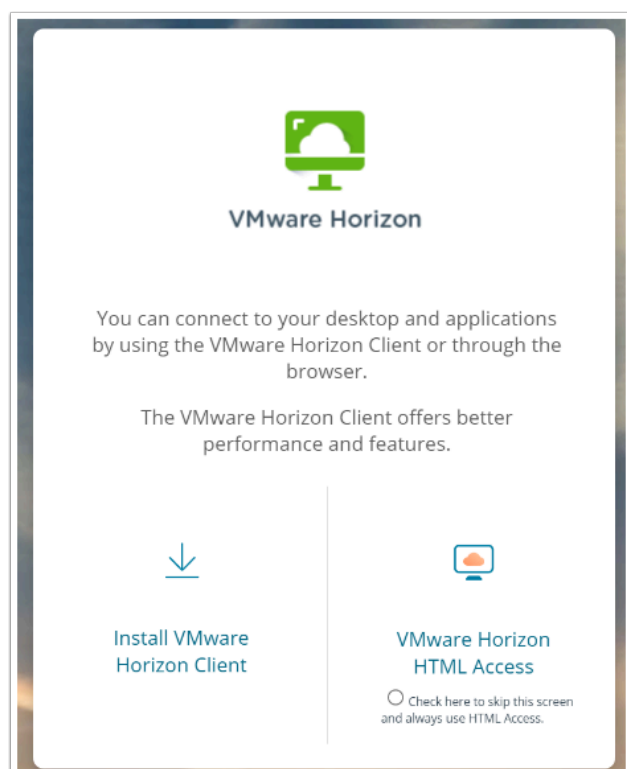 VMware Horizon
You can connect to your desktop and applications
by using the VMware Horizon Client or through the
browser.
The VMware Horizon Client offers better
performance and features.
Install VMware
Horizon Client
VMware Horizon
HTML Access
Check here to skip this screen
and always use HTML Access.